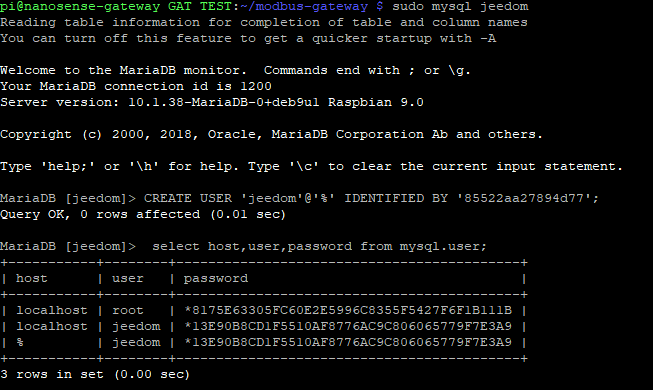 pi@nanosense-gateway GAT TEST:~/modbus-gateway $ sudo mysql jeedom
Reading table information for completion of table and column names
You can turn off this feature to get a quicker startup with -A

Welcome to the MariaDB monitor.  Commands end with ; or \g.
Your MariaDB connection id is 1200
Server version: 10.1.38-MariaDB-0+deb9u1 Raspbian 9.0

Copyright (c) 2000, 2018, Oracle, MariaDB Corporation Ab and others.

Type 'help;' or '\h' for help. Type '\c' to clear the current input statement.

MariaDB [jeedom]> CREATE USER 'jeedom'@'%' IDENTIFIED BY '85522aa27894d77';
Query OK, 0 rows affected (0.01 sec)

MariaDB [jeedom]>  select host,user,password from mysql.user;
+-----------+--------+-------------------------------------------+
| host      | user   | password                                  |
+-----------+--------+-------------------------------------------+
| localhost | root   | *8175E63305FC60E2E5996C8355F5427F6F1B111B |
| localhost | jeedom | *13E90B8CD1F5510AF8776AC9C806065779F7E3A9 |
| %         | jeedom | *13E90B8CD1F5510AF8776AC9C806065779F7E3A9 |
+-----------+--------+-------------------------------------------+
3 rows in set (0.00 sec)